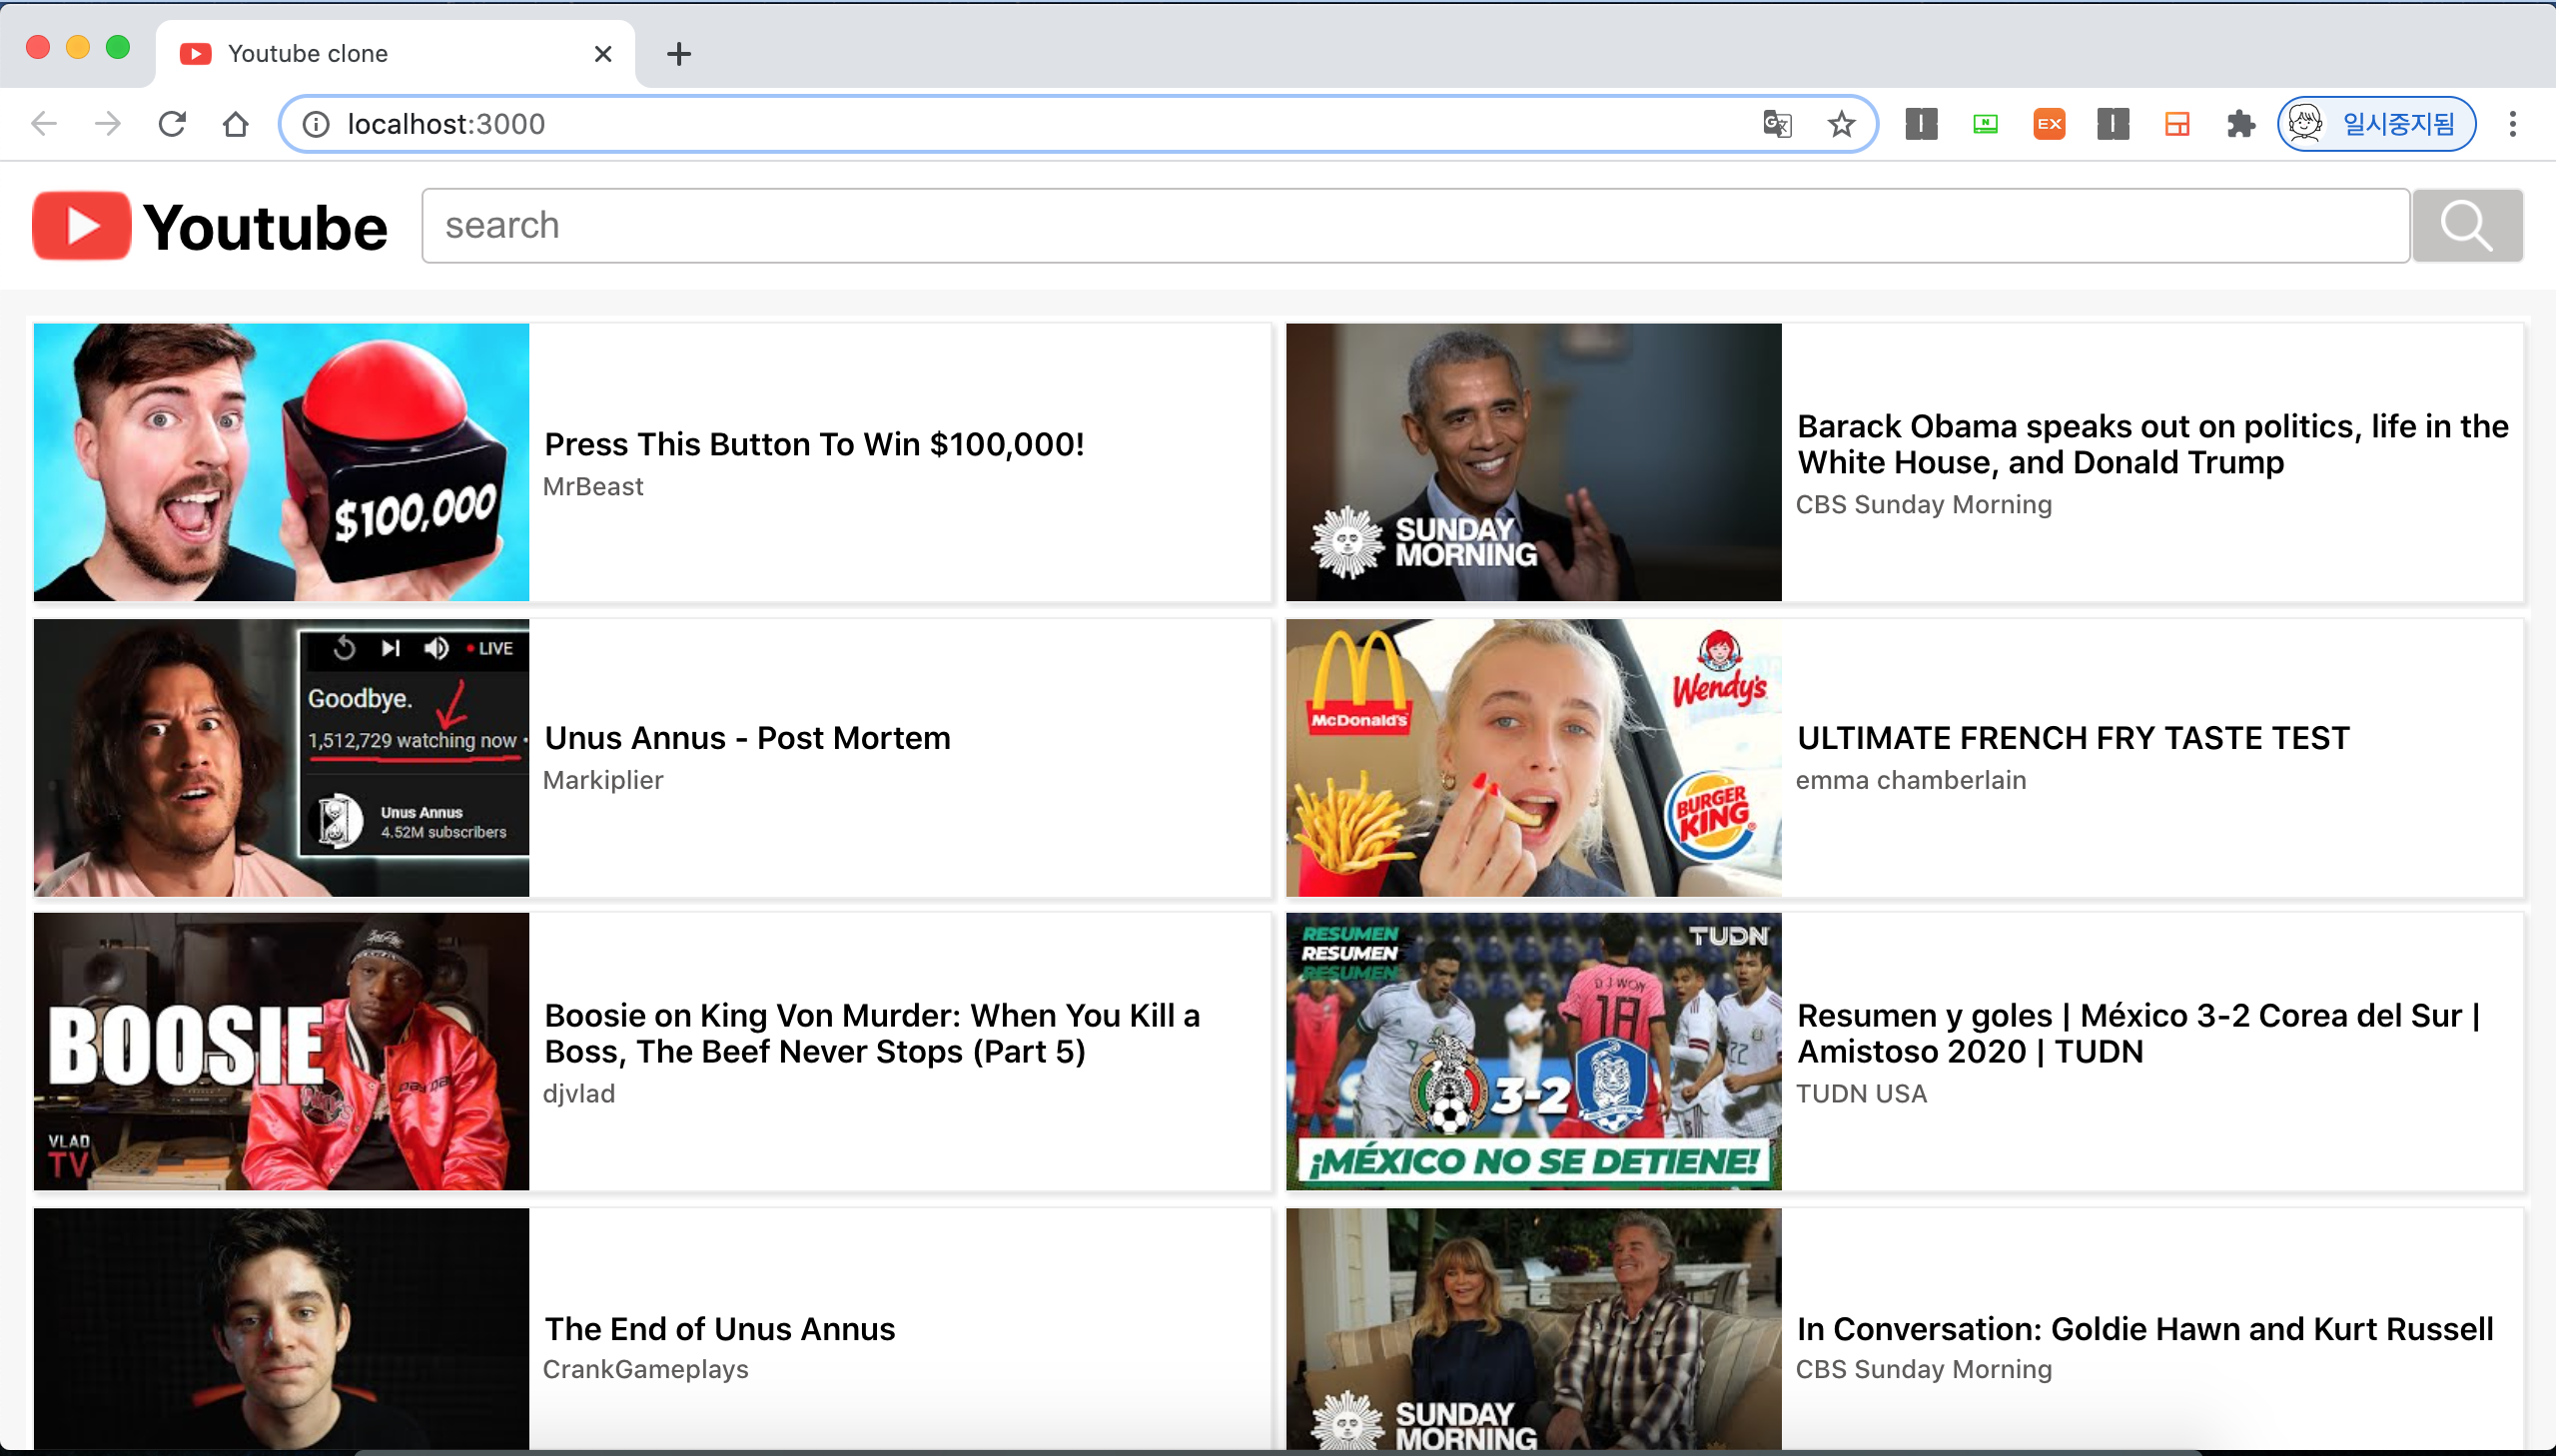 Youtube clone
localhost:3000
EX
일시중지됨
Youtube
search
$100,000
Press This Button To Win $100,000!
MrBeast
SUNDAY
MORNING
Barack Obama speaks out on politics, life in the
White House, and Donald Trump
CBS Sunday Morning
LIVE
Goodbye.
1,512,729 watching now •
Unus Annus
4.52M subscribers
Unus Annus - Post Mortem
Markiplier
McDonald's
Wendy's
BURGER
KING
ULTIMATE FRENCH FRY TASTE TEST
emma chamberlain
BOOSIE
VLAD
TV
Boosie on King Von Murder: When You Kill a
Boss, The Beef Never Stops (Part 5)
djvlad
RESUMEN
RESUMEN
RESUMEN
TUDN
D J WON
18
9
22
3-2
¡MÉXICO NO SE DETIENE!
Resumen y goles | México 3-2 Corea del Sur |
Amistoso 2020 | TUDN
TUDN USA
The End of Unus Annus
CrankGameplays
SUNDAY
MORNING
In Conversation: Goldie Hawn and Kurt Russell
CBS Sunday Morning